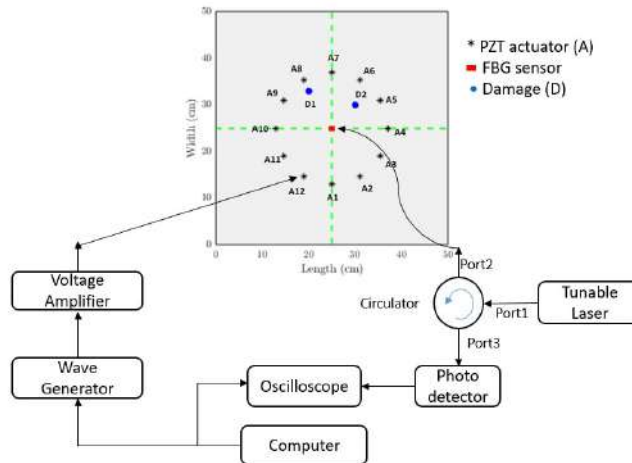 50
40
30
20
10
0
Width (cm)
0
10
20
30
40
50
Length (cm)
A7
A8
A6
A9
D1
D2
A5
A10
A4
A11
A3
A12
A1
A2
PZT actuator (A)
FBG sensor
Damage (D)
Voltage
Amplifier
Wave
Generator
Port2
Circulator
Port1
Tunable
Laser
Port3
Oscilloscope
Photo
detector
Computer